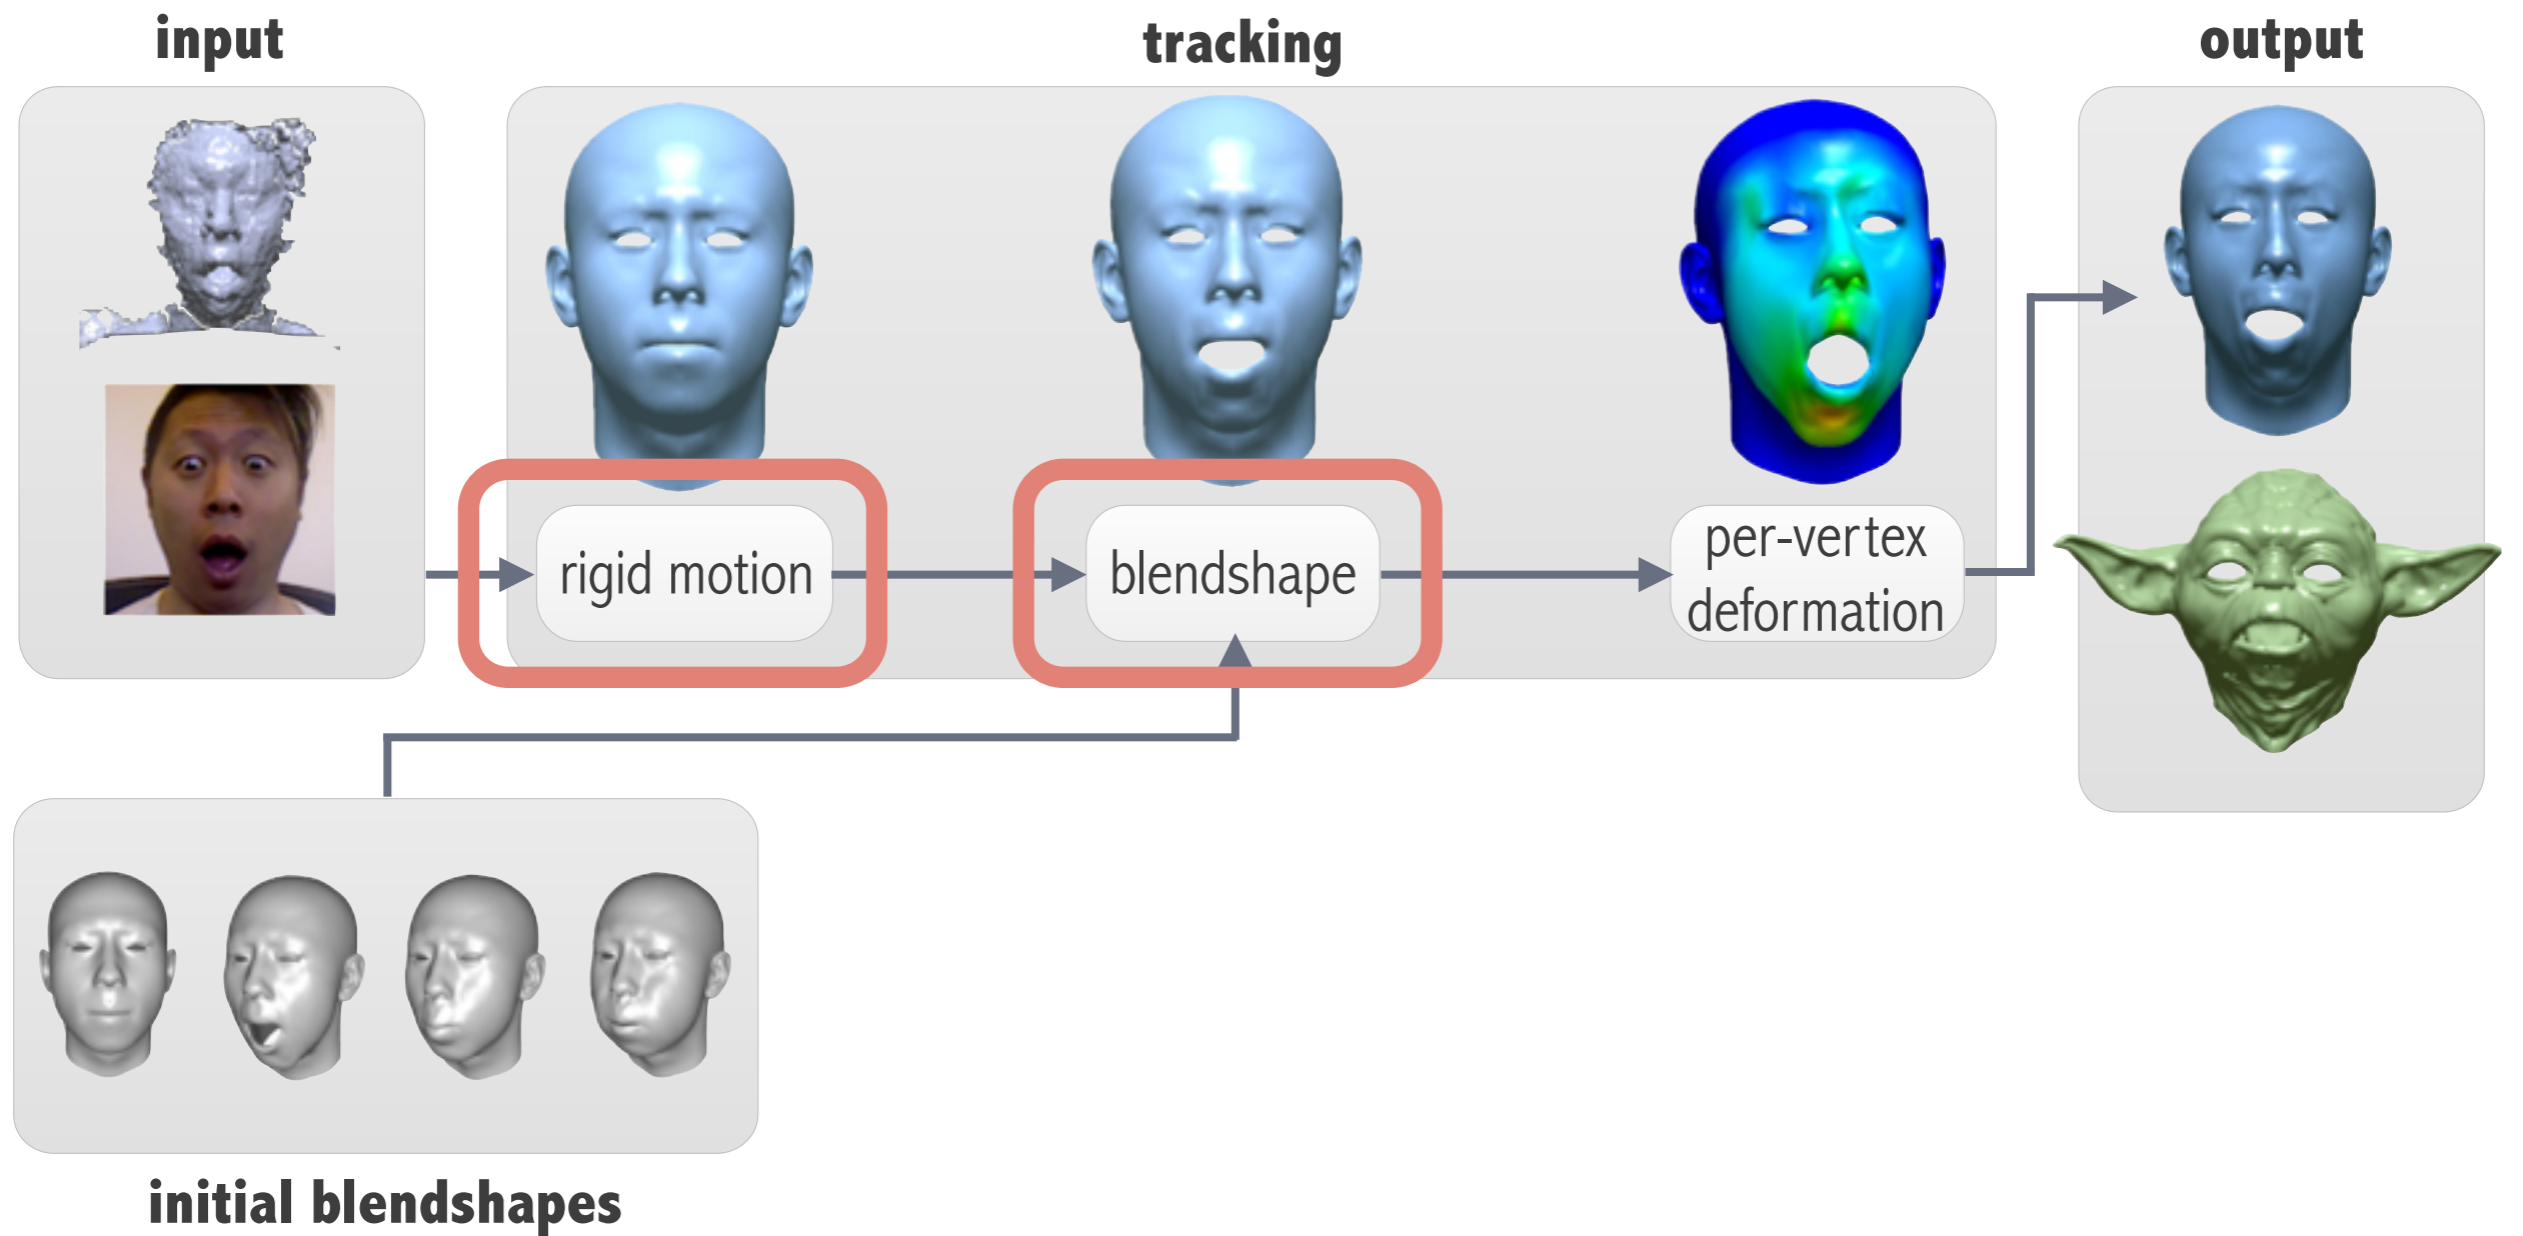 input
tracking
output
rigid motion
blendshape
per-vertex
deformation
initial blendshapes